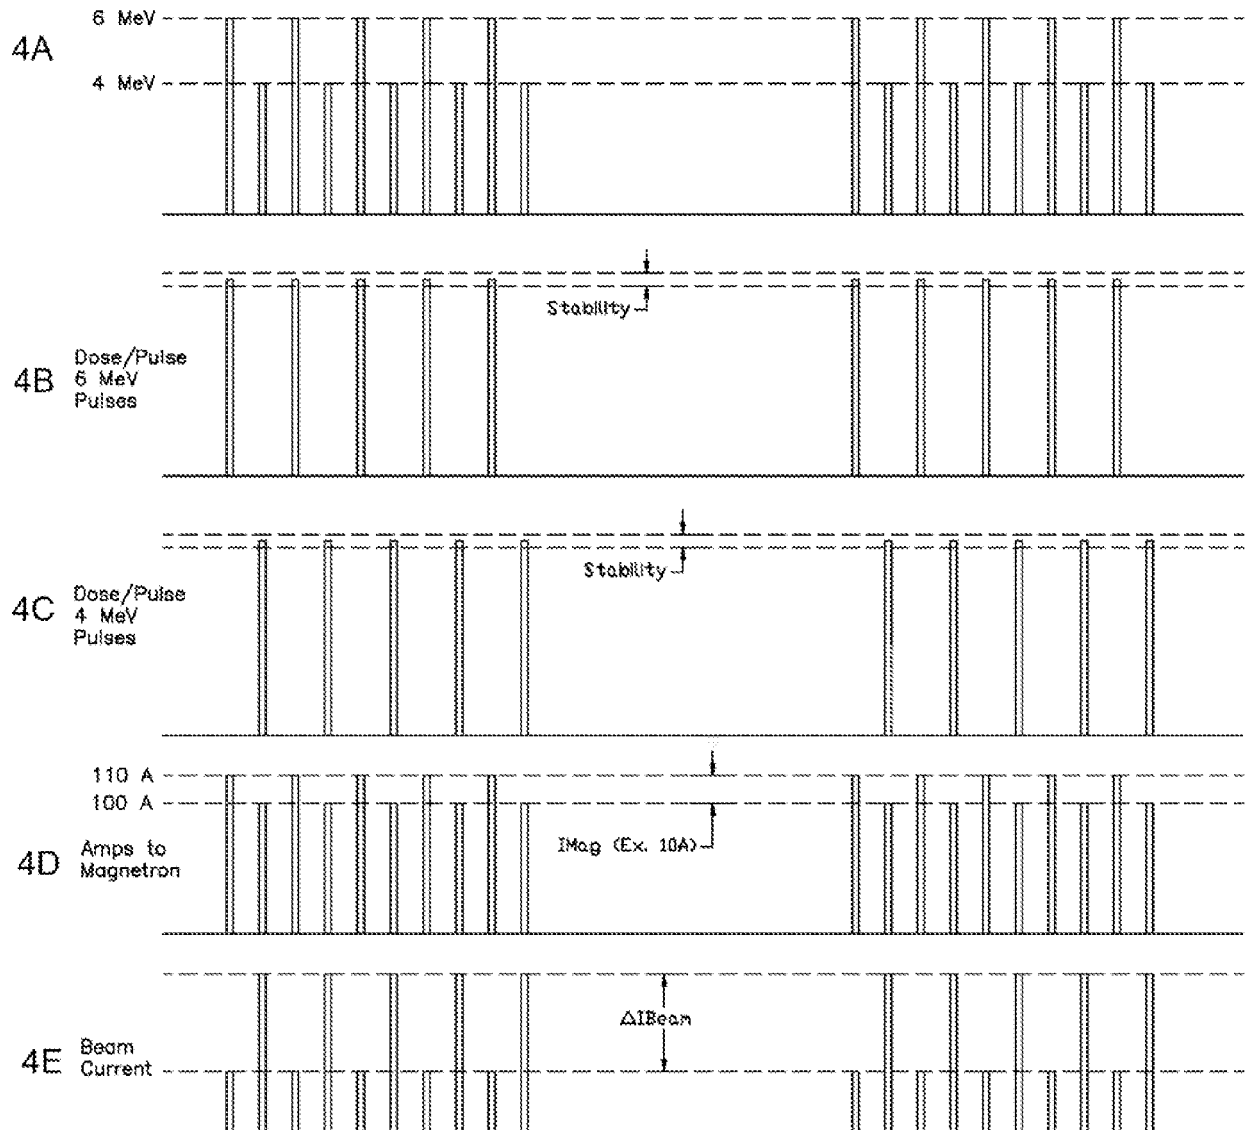 6 MeV
4A
4 MeV
Stability
4B
Dose/Pulse
6 MeV
Pulses
Stability
4C
Dose/Pulse
4 MeV
Pulses
110 A
100 A
IMag (Ex. 10A)
4D
Amps to
Magnetron
ΔIBeam
4E
Beam
Current